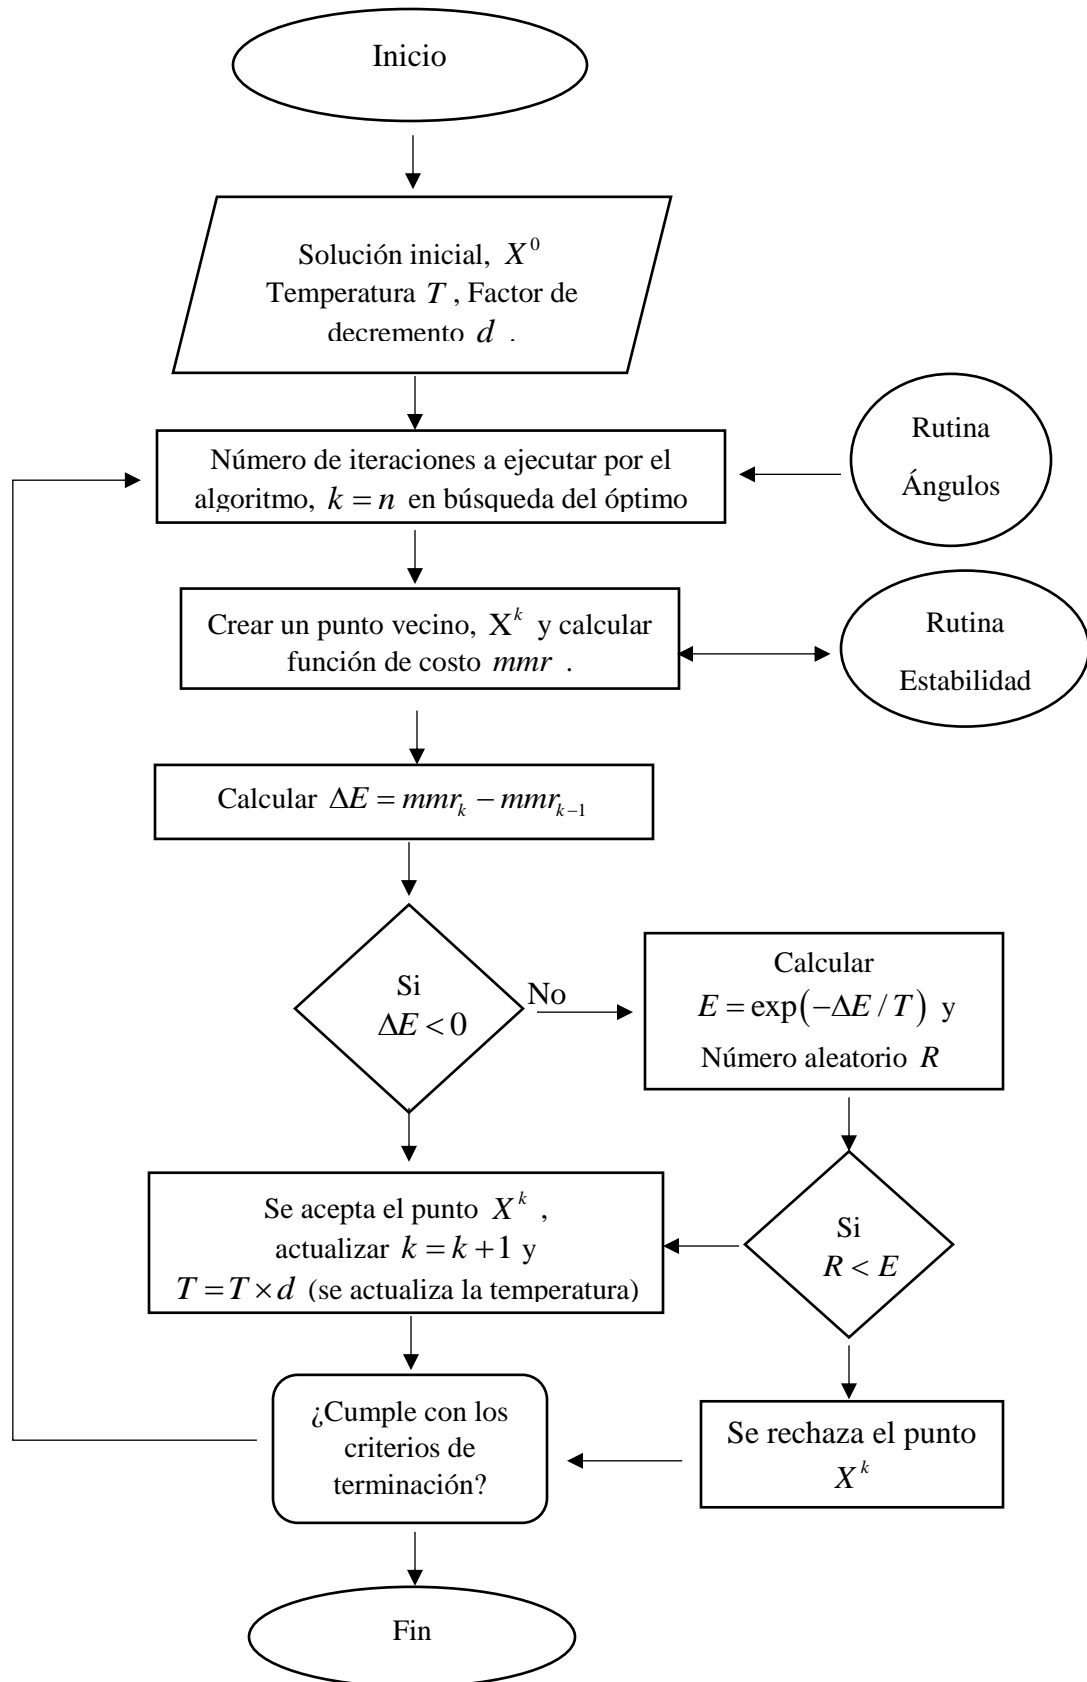 Inicio
Solución inicial, X^0
Temperatura T , Factor de
decremento d .
Número de iteraciones a ejecutar por el
algoritmo, k = n en búsqueda del óptimo
Rutina
Ángulos
Crear un punto vecino, X^k y calcular
función de costo mmr .
Rutina
Estabilidad
Calcular ΔE = mmr_k − mmr_{k−1}
Si
ΔE < 0
No
Calcular
E = exp(−ΔE / T) y
Número aleatorio R
Se acepta el punto X^k ,
actualizar k = k + 1 y
T = T × d (se actualiza la temperatura)
Si
R < E
¿Cumple con los
criterios de
terminación?
Se rechaza el punto
X^k
Fin